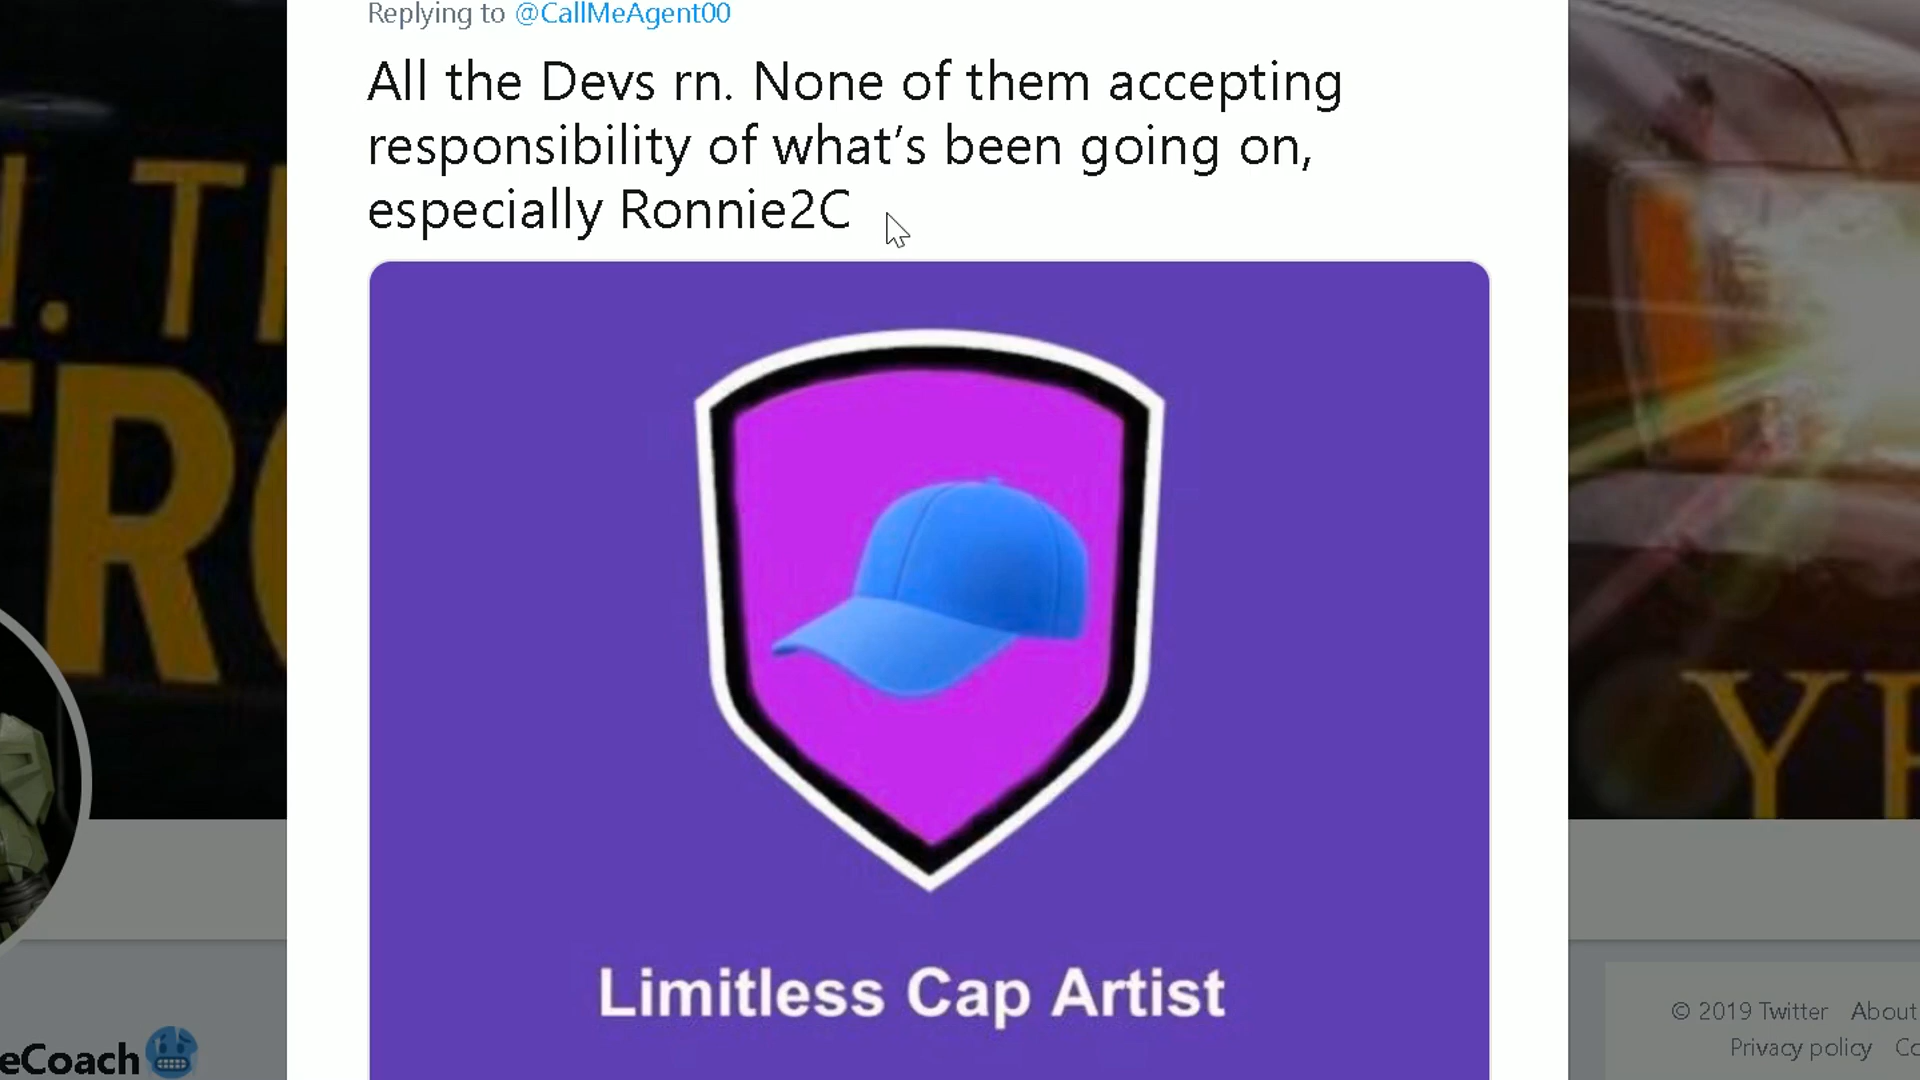 Replying to @CallMeAgent00
All the Devs rn. None of them accepting
responsibility of what's been going on,
especially Ronnie2C
Limitless Cap Artist
eCoach
© 2019 Twitter About
Privacy policy